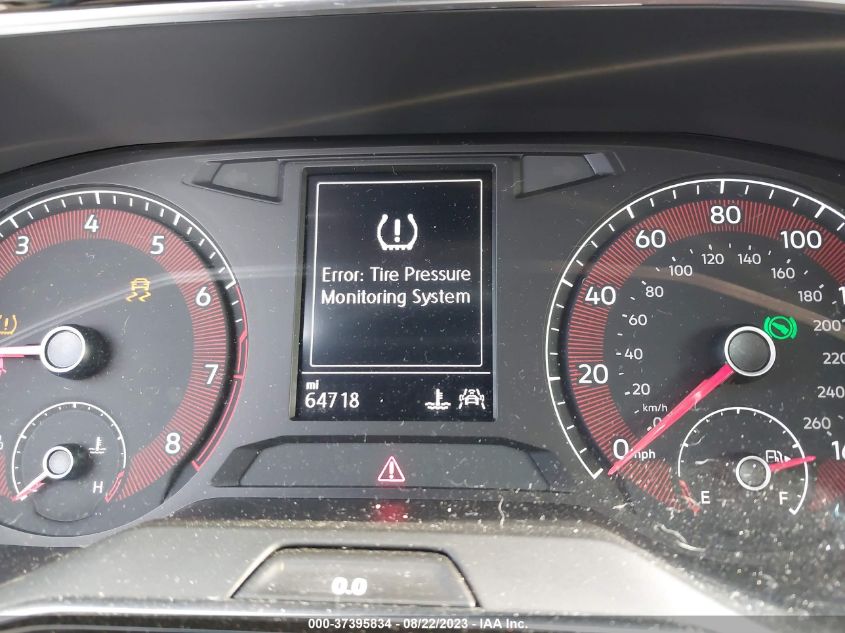 3 4 5 6 7 8
H
Error: Tire Pressure
Monitoring System
mi
64718
0 20 40 60 80 100
mph
0 20 40 60 80 100 120 140 160 180 200 220 240 260
km/h
E F
0.0
000-37395834 - 08/22/2023 - IAA Inc.